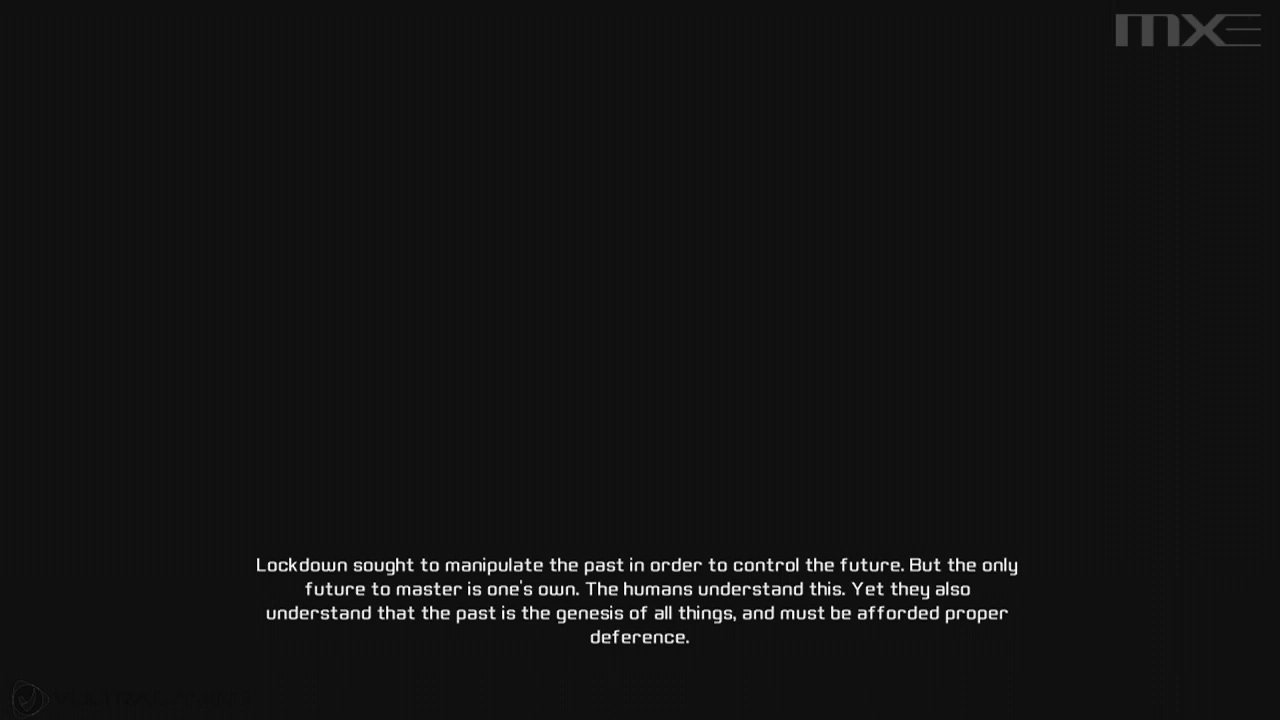 MXE
Lockdown sought to manipulate the past in order to control the future. But the only
future to master is one's own. The humans understand this. Yet they also
understand that the past is the genesis of all things, and must be afforded proper
deference.